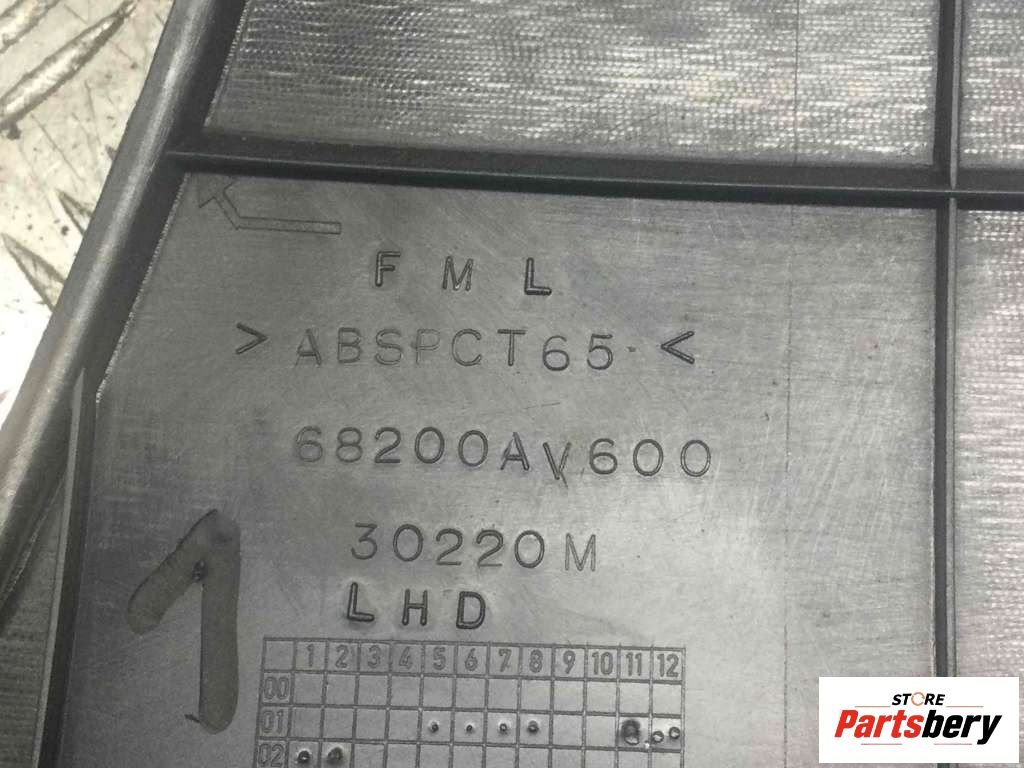 F M L
>ABSPCT65<
68200AV600
30220M
LHD
1
1 2 3 4 5 6 7 8 9 10 11 12
00
01
02
STORE
Partsbery